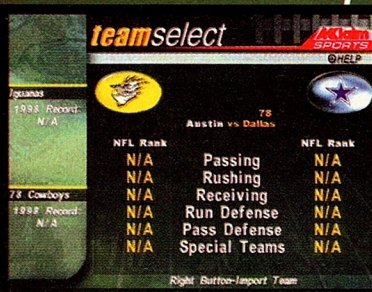 teamselect
AKlaim
SPORTS
HELP
Iguanas
1998 Record:
N/A
78
Austin vs Dallas
NFL Rank NFL Rank
N/A Passing N/A
N/A Rushing N/A
N/A Receiving N/A
78 Cowboys
N/A Run Defense N/A
1998 Record:
N/A
N/A Pass Defense N/A
N/A Special Teams N/A
Right Button-Import Team